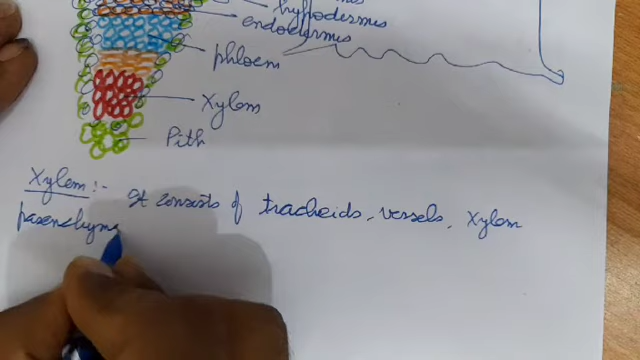 hypodermis
endodermis
phloem
Xylem
Pith
Xylem :-
It consists of tracheids, vessels, Xylem
parenchyma